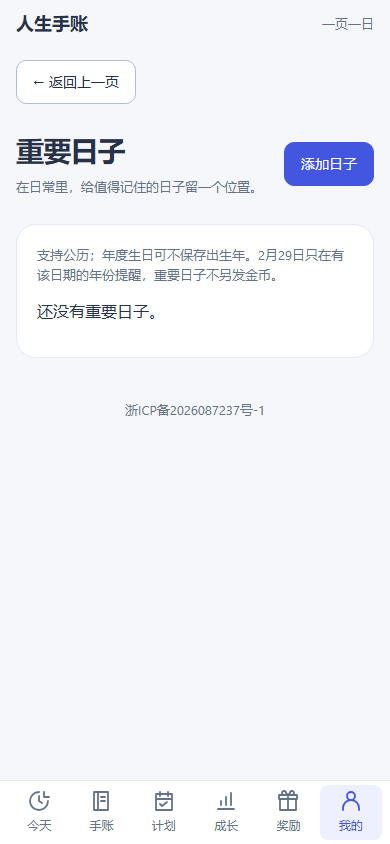 人生手账
一页一日
← 返回上一页
重要日子
添加日子
在日常里，给值得记住的日子留一个位置。
支持公历；年度生日可不保存出生年。2月29日只在有
该日期的年份提醒，重要日子不另发金币。
还没有重要日子。
浙ICP备2026087237号-1
今天
手账
计划
成长
奖励
我的